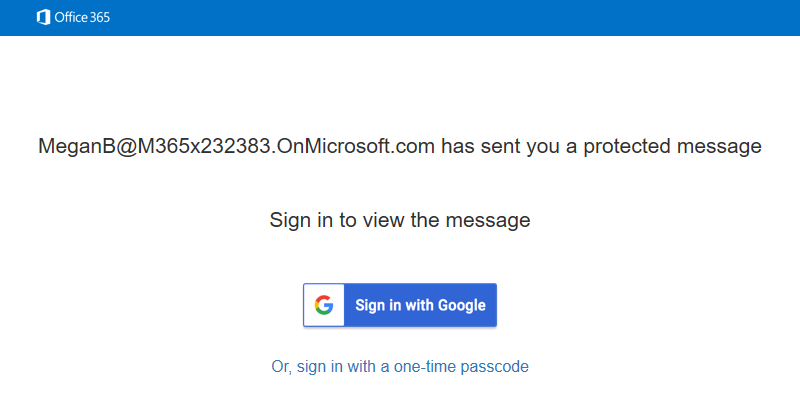 Office 365
MeganB@M365x232383.OnMicrosoft.com has sent you a protected message
Sign in to view the message
G Sign in with Google
Or, sign in with a one-time passcode